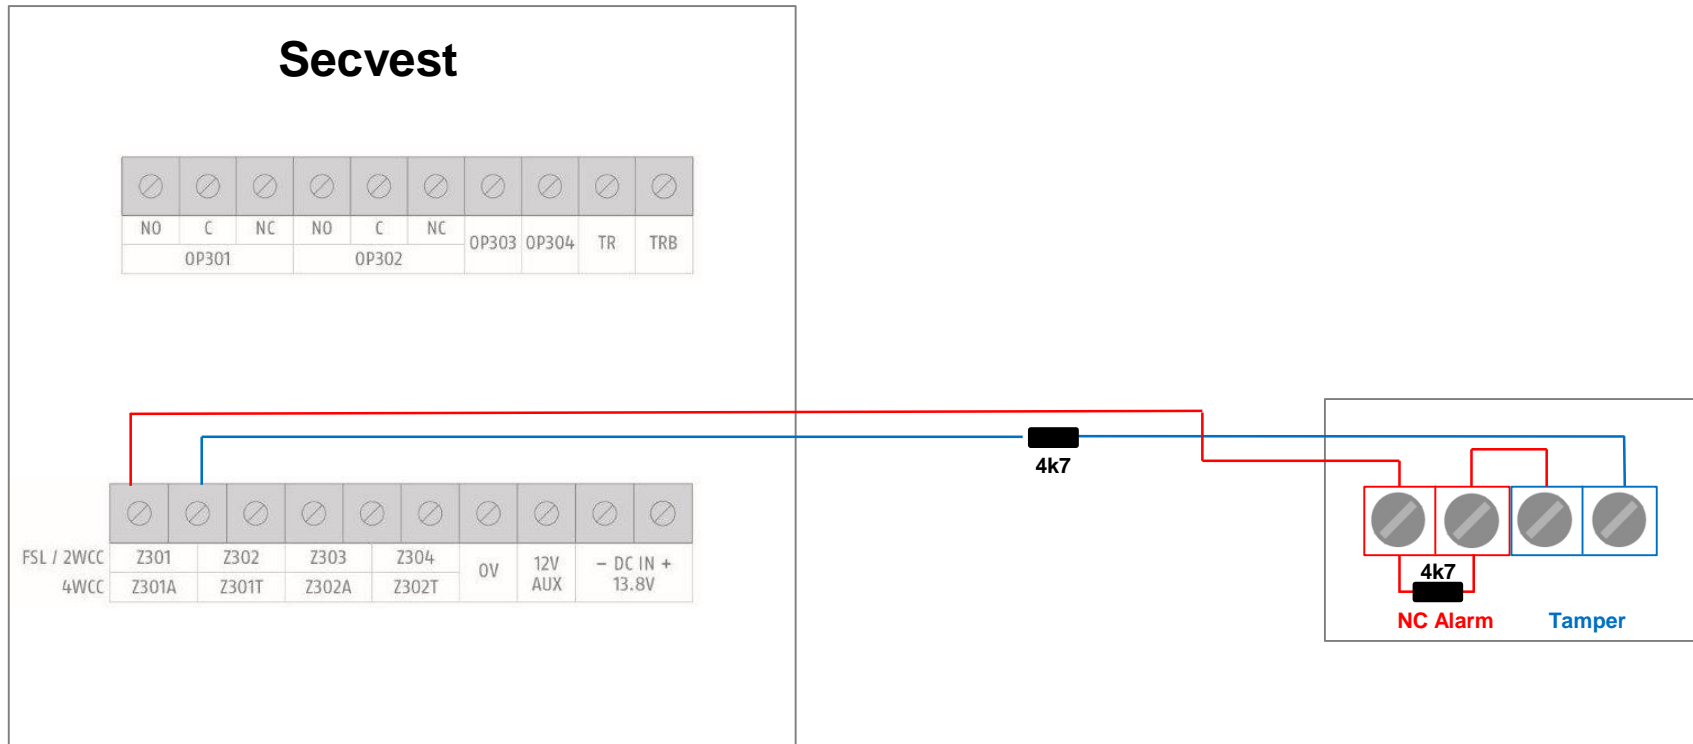 Secvest
NO C NC NO C NC OP303 OP304 TR TRB
OP301 OP302
4k7
FSL / 2WCC Z301 Z302 Z303 Z304 0V 12V AUX − DC IN + 13.8V
4WCC Z301A Z301T Z302A Z302T
4k7
NC Alarm Tamper